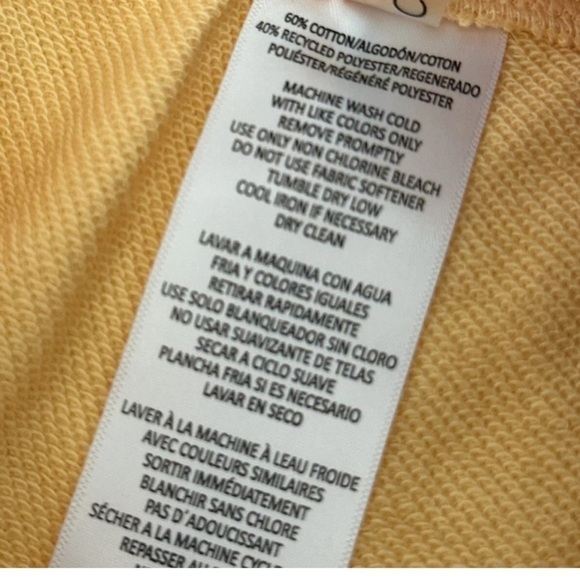 60% COTTON/ALGODÓN/COTON
40% RECYCLED POLYESTER/REGENERADO
POLIÉSTER/RÉGÉNÉRÉ POLYESTER
MACHINE WASH COLD
WITH LIKE COLORS ONLY
REMOVE PROMPTLY
USE ONLY NON CHLORINE BLEACH
DO NOT USE FABRIC SOFTENER
TUMBLE DRY LOW
COOL IRON IF NECESSARY
DRY CLEAN
LAVAR A MAQUINA CON AGUA
FRIA Y COLORES IGUALES
RETIRAR RAPIDAMENTE
USE SOLO BLANQUEADOR SIN CLORO
NO USAR SUAVIZANTE DE TELAS
SECAR A CICLO SUAVE
PLANCHA FRIA SI ES NECESARIO
LAVAR EN SECO
LAVER À LA MACHINE À LEAU FROIDE
AVEC COULEURS SIMILAIRES
SORTIR IMMÉDIATEMENT
BLANCHIR SANS CHLORE
PAS D'ADOUCISSANT
SÉCHER A LA MACHINE CYCLE
REPASSER